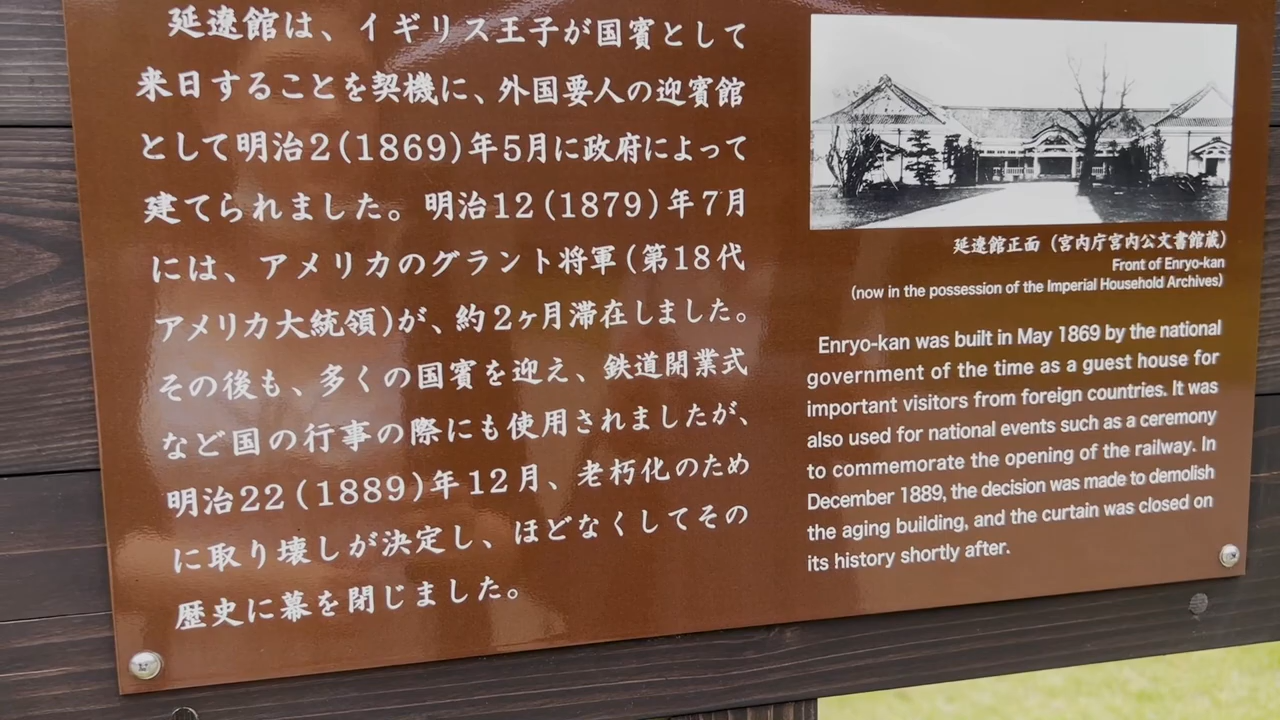 延遼館は、イギリス王子が国賓として
来日することを契機に、外国要人の迎賓館
として明治2(1869)年5月に政府によって
建てられました。明治12(1879)年7月
には、アメリカのグラント将軍(第18代
アメリカ大統領)が、約2ヶ月滞在しました。
その後も、多くの国賓を迎え、鉄道開業式
など国の行事の際にも使用されましたが、
明治22(1889)年12月、老朽化のため
に取り壊しが決定し、ほどなくしてその
歴史に幕を閉じました。
延遼館正面(宮内庁宮内公文書館蔵)
Front of Enryo-kan
(now in the possession of the Imperial Household Archives)
Enryo-kan was built in May 1869 by the national
government of the time as a guest house for
important visitors from foreign countries. It was
also used for national events such as a ceremony
to commemorate the opening of the railway. In
December 1889, the decision was made to demolish
the aging building, and the curtain was closed on
its history shortly after.